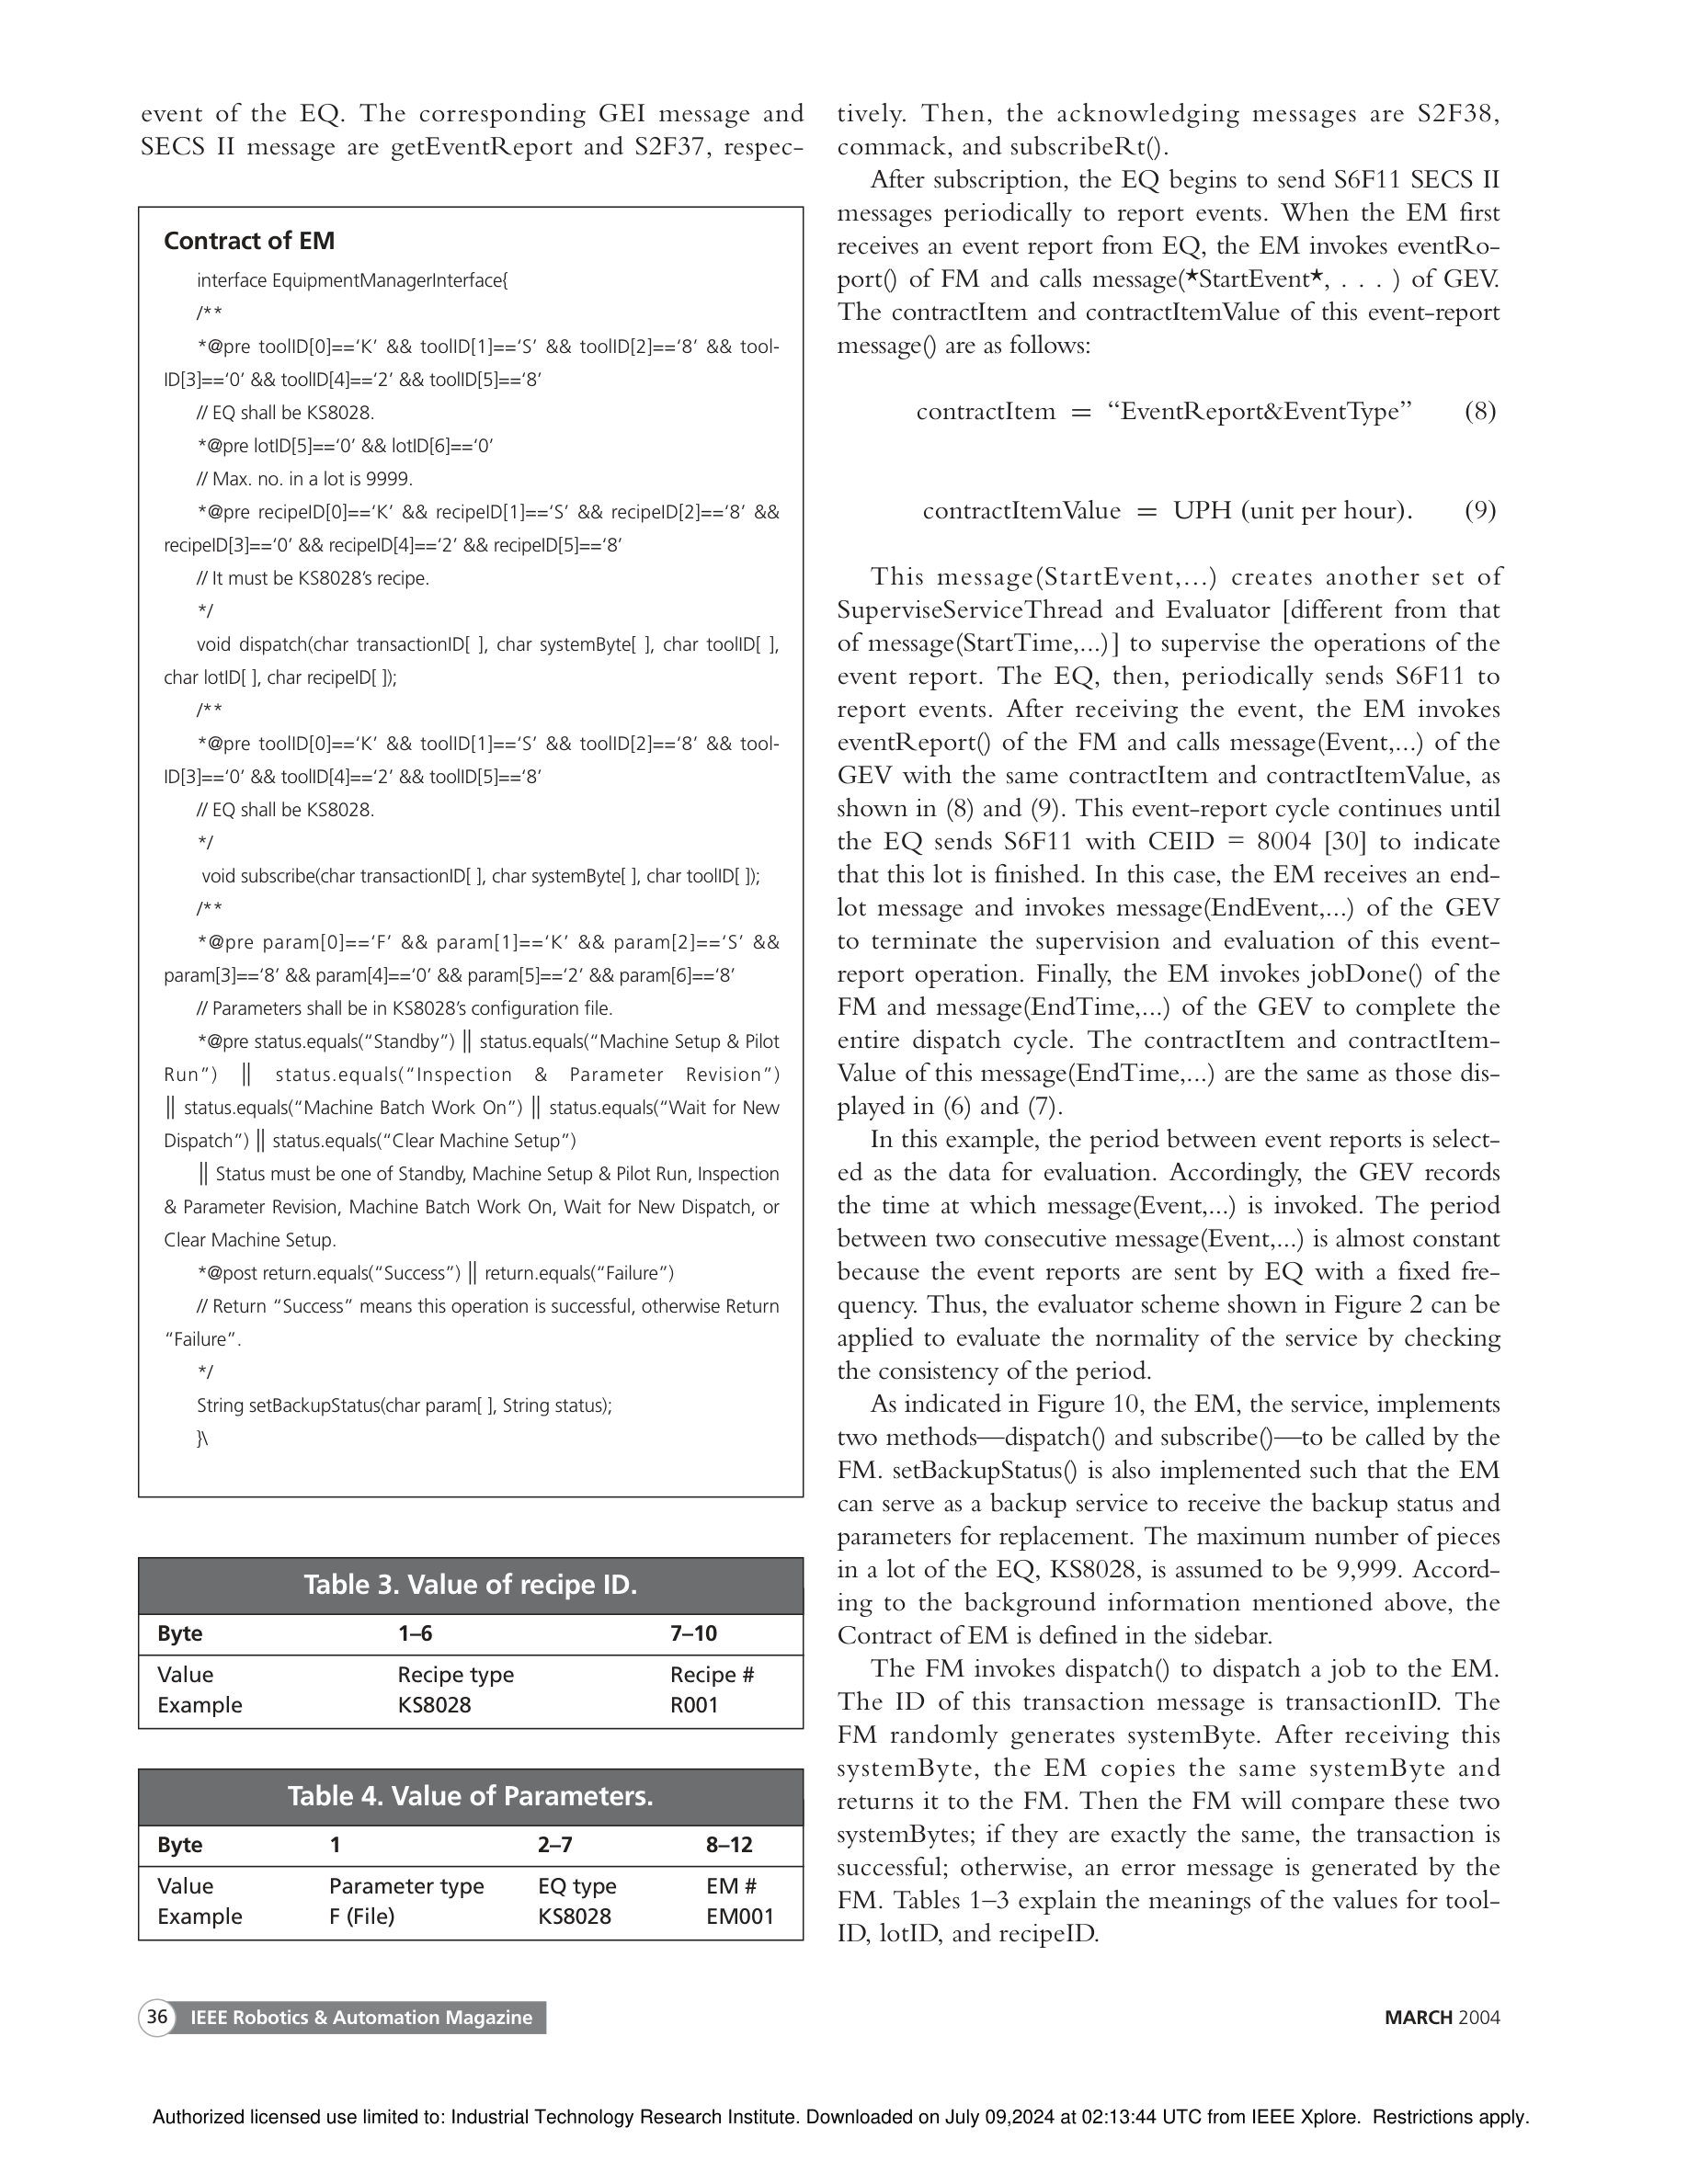 event of the EQ. The corresponding GEI message and
SECS II message are getEventReport and S2F37, respec-
Contract of EM
interface EquipmentManagerInterface{
/**
*@pre toolID[0]==‘K’ && toolID[1]==‘S’ && toolID[2]==‘8’ && tool-
ID[3]==‘0’ && toolID[4]==‘2’ && toolID[5]==‘8’
// EQ shall be KS8028.
*@pre lotID[5]==‘0’ && lotID[6]==‘0’
// Max. no. in a lot is 9999.
*@pre recipeID[0]==‘K’ && recipeID[1]==‘S’ && recipeID[2]==‘8’ &&
recipeID[3]==‘0’ && recipeID[4]==‘2’ && recipeID[5]==‘8’
// It must be KS8028’s recipe.
*/
void dispatch(char transactionID[ ], char systemByte[ ], char toolID[ ],
char lotID[ ], char recipeID[ ]);
/**
*@pre toolID[0]==‘K’ && toolID[1]==‘S’ && toolID[2]==‘8’ && tool-
ID[3]==‘0’ && toolID[4]==‘2’ && toolID[5]==‘8’
// EQ shall be KS8028.
*/
void subscribe(char transactionID[ ], char systemByte[ ], char toolID[ ]);
/**
*@pre param[0]==‘F’ && param[1]==‘K’ && param[2]==‘S’ &&
param[3]==‘8’ && param[4]==‘0’ && param[5]==‘2’ && param[6]==‘8’
// Parameters shall be in KS8028’s configuration file.
*@pre status.equals(“Standby”) || status.equals(“Machine Setup & Pilot
Run”) || status.equals(“Inspection & Parameter Revision”)
|| status.equals(“Machine Batch Work On”) || status.equals(“Wait for New
Dispatch”) || status.equals(“Clear Machine Setup”)
|| Status must be one of Standby, Machine Setup & Pilot Run, Inspection
& Parameter Revision, Machine Batch Work On, Wait for New Dispatch, or
Clear Machine Setup.
*@post return.equals(“Success”) || return.equals(“Failure”)
// Return “Success” means this operation is successful, otherwise Return
“Failure”.
*/
String setBackupStatus(char param[ ], String status);
}\
Table 3. Value of recipe ID.
Byte 1–6 7–10
Value Recipe type Recipe #
Example KS8028 R001
Table 4. Value of Parameters.
Byte 1 2–7 8–12
Value Parameter type EQ type EM #
Example F (File) KS8028 EM001
tively. Then, the acknowledging messages are S2F38,
commack, and subscribeRt().
After subscription, the EQ begins to send S6F11 SECS II
messages periodically to report events. When the EM first
receives an event report from EQ, the EM invokes eventRo-
port() of FM and calls message(★StartEvent★, . . . ) of GEV.
The contractItem and contractItemValue of this event-report
message() are as follows:
contractItem = “EventReport&EventType” (8)
contractItemValue = UPH (unit per hour). (9)
This message(StartEvent,...) creates another set of
SuperviseServiceThread and Evaluator [different from that
of message(StartTime,...)] to supervise the operations of the
event report. The EQ, then, periodically sends S6F11 to
report events. After receiving the event, the EM invokes
eventReport() of the FM and calls message(Event,...) of the
GEV with the same contractItem and contractItemValue, as
shown in (8) and (9). This event-report cycle continues until
the EQ sends S6F11 with CEID = 8004 [30] to indicate
that this lot is finished. In this case, the EM receives an end-
lot message and invokes message(EndEvent,...) of the GEV
to terminate the supervision and evaluation of this event-
report operation. Finally, the EM invokes jobDone() of the
FM and message(EndTime,...) of the GEV to complete the
entire dispatch cycle. The contractItem and contractItem-
Value of this message(EndTime,...) are the same as those dis-
played in (6) and (7).
In this example, the period between event reports is select-
ed as the data for evaluation. Accordingly, the GEV records
the time at which message(Event,...) is invoked. The period
between two consecutive message(Event,...) is almost constant
because the event reports are sent by EQ with a fixed fre-
quency. Thus, the evaluator scheme shown in Figure 2 can be
applied to evaluate the normality of the service by checking
the consistency of the period.
As indicated in Figure 10, the EM, the service, implements
two methods—dispatch() and subscribe()—to be called by the
FM. setBackupStatus() is also implemented such that the EM
can serve as a backup service to receive the backup status and
parameters for replacement. The maximum number of pieces
in a lot of the EQ, KS8028, is assumed to be 9,999. Accord-
ing to the background information mentioned above, the
Contract of EM is defined in the sidebar.
The FM invokes dispatch() to dispatch a job to the EM.
The ID of this transaction message is transactionID. The
FM randomly generates systemByte. After receiving this
systemByte, the EM copies the same systemByte and
returns it to the FM. Then the FM will compare these two
systemBytes; if they are exactly the same, the transaction is
successful; otherwise, an error message is generated by the
FM. Tables 1–3 explain the meanings of the values for tool-
ID, lotID, and recipeID.
36 IEEE Robotics & Automation Magazine MARCH 2004
Authorized licensed use limited to: Industrial Technology Research Institute. Downloaded on July 09,2024 at 02:13:44 UTC from IEEE Xplore. Restrictions apply.